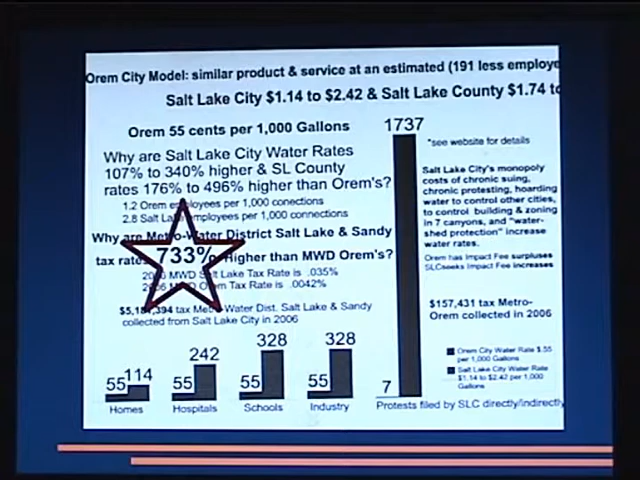 Orem City Model: similar product & service at an estimated (191 less employe
Salt Lake City $1.14 to $2.42 & Salt Lake County $1.74 to
Orem 55 cents per 1,000 Gallons
1737
*see website for details
Why are Salt Lake City Water Rates
107% to 340% higher & SL County
rates 176% to 496% higher than Orem's?
1.2 Orem employees per 1,000 conections
2.8 Salt La employees per 1,000 connections
Why are Metro-Water District Salt Lake & Sandy
tax rate 733% Higher than MWD Orem's?
MWD Salt Lake Tax Rate is .035%
MWD Orem Tax Rate is .0042%
tax Metro-Water Dist. Salt Lake & Sandy
collected from Salt Lake City in 2006
Salt Lake City's monopoly
costs of chronic suing,
chronic protesting, hoarding
water to control other cities,
to control building & zoning
in 7 canyons, and "water-
shed protection" increase
water rates.
Orem has Impact Fee surpluses
SLCseeks Impact Fee increases
$157,431 tax Metro-
Orem collected in 2006
Orem City Water Rate $.55
per 1,000 Gallons
Salt Lake City Water Rate
$1.14 to $2.42 per 1,000
Gallons
55 114
55 242
55 328
55 328
7
Homes
Hospitals
Schools
Industry
Protests filed by SLC directly/indirectly